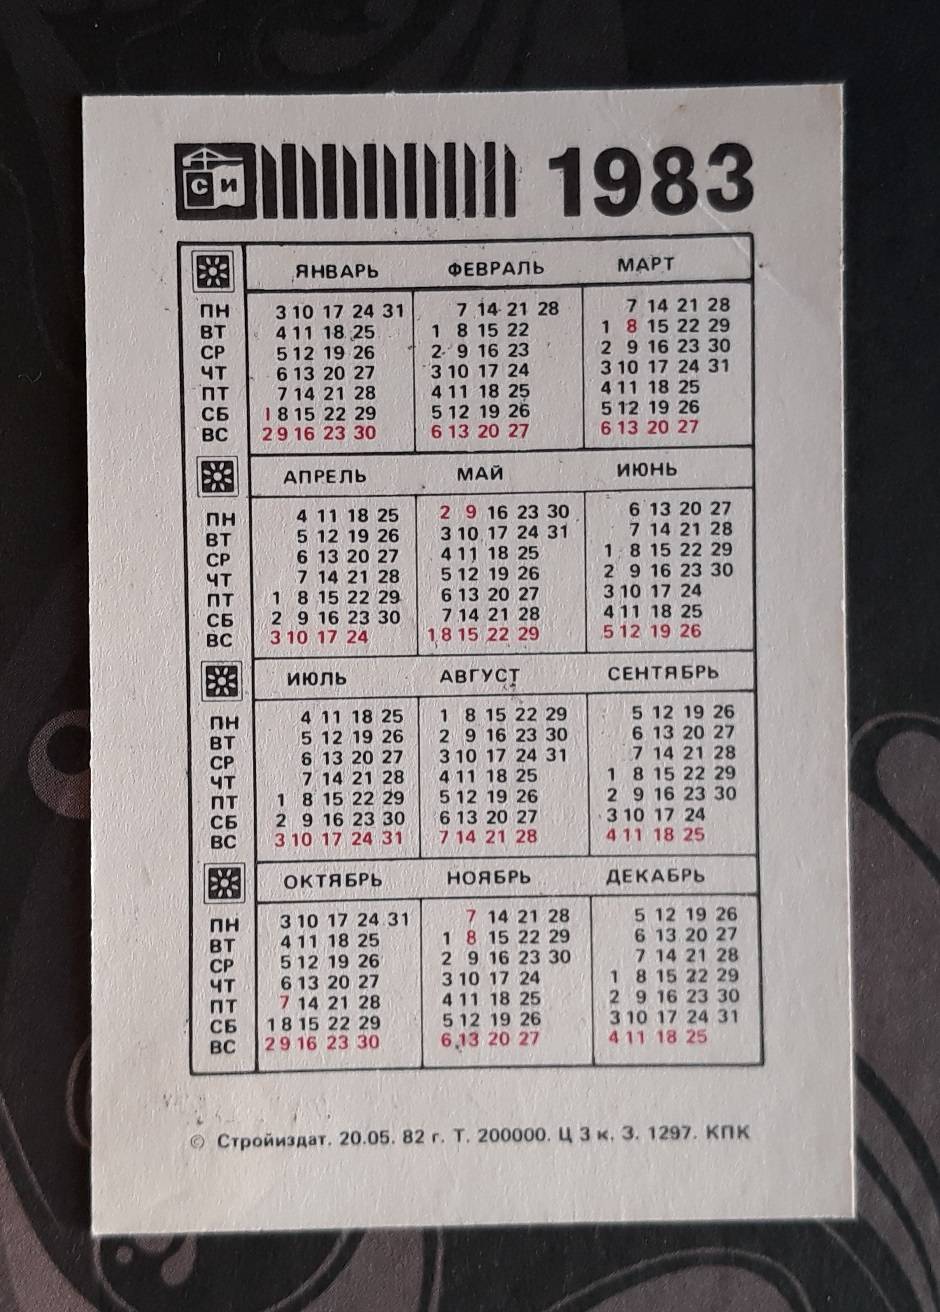 СИ 1983
ЯНВАРЬ ФЕВРАЛЬ МАРТ
ПН 3 10 17 24 31 7 14 21 28 7 14 21 28
ВТ 4 11 18 25 1 8 15 22 1 8 15 22 29
СР 5 12 19 26 2 9 16 23 2 9 16 23 30
ЧТ 6 13 20 27 3 10 17 24 3 10 17 24 31
ПТ 7 14 21 28 4 11 18 25 4 11 18 25
СБ 1 8 15 22 29 5 12 19 26 5 12 19 26
ВС 2 9 16 23 30 6 13 20 27 6 13 20 27
АПРЕЛЬ МАЙ ИЮНЬ
ПН 4 11 18 25 2 9 16 23 30 6 13 20 27
ВТ 5 12 19 26 3 10 17 24 31 7 14 21 28
СР 6 13 20 27 4 11 18 25 1 8 15 22 29
ЧТ 7 14 21 28 5 12 19 26 2 9 16 23 30
ПТ 1 8 15 22 29 6 13 20 27 3 10 17 24
СБ 2 9 16 23 30 7 14 21 28 4 11 18 25
ВС 3 10 17 24 1 8 15 22 29 5 12 19 26
ИЮЛЬ АВГУСТ СЕНТЯБРЬ
ПН 4 11 18 25 1 8 15 22 29 5 12 19 26
ВТ 5 12 19 26 2 9 16 23 30 6 13 20 27
СР 6 13 20 27 3 10 17 24 31 7 14 21 28
ЧТ 7 14 21 28 4 11 18 25 1 8 15 22 29
ПТ 1 8 15 22 29 5 12 19 26 2 9 16 23 30
СБ 2 9 16 23 30 6 13 20 27 3 10 17 24
ВС 3 10 17 24 31 7 14 21 28 4 11 18 25
ОКТЯБРЬ НОЯБРЬ ДЕКАБРЬ
ПН 3 10 17 24 31 7 14 21 28 5 12 19 26
ВТ 4 11 18 25 1 8 15 22 29 6 13 20 27
СР 5 12 19 26 2 9 16 23 30 7 14 21 28
ЧТ 6 13 20 27 3 10 17 24 1 8 15 22 29
ПТ 7 14 21 28 4 11 18 25 2 9 16 23 30
СБ 1 8 15 22 29 5 12 19 26 3 10 17 24 31
ВС 2 9 16 23 30 6 13 20 27 4 11 18 25
© Стройиздат. 20.05. 82 г. Т. 200000. Ц 3 к. З. 1297. КПК